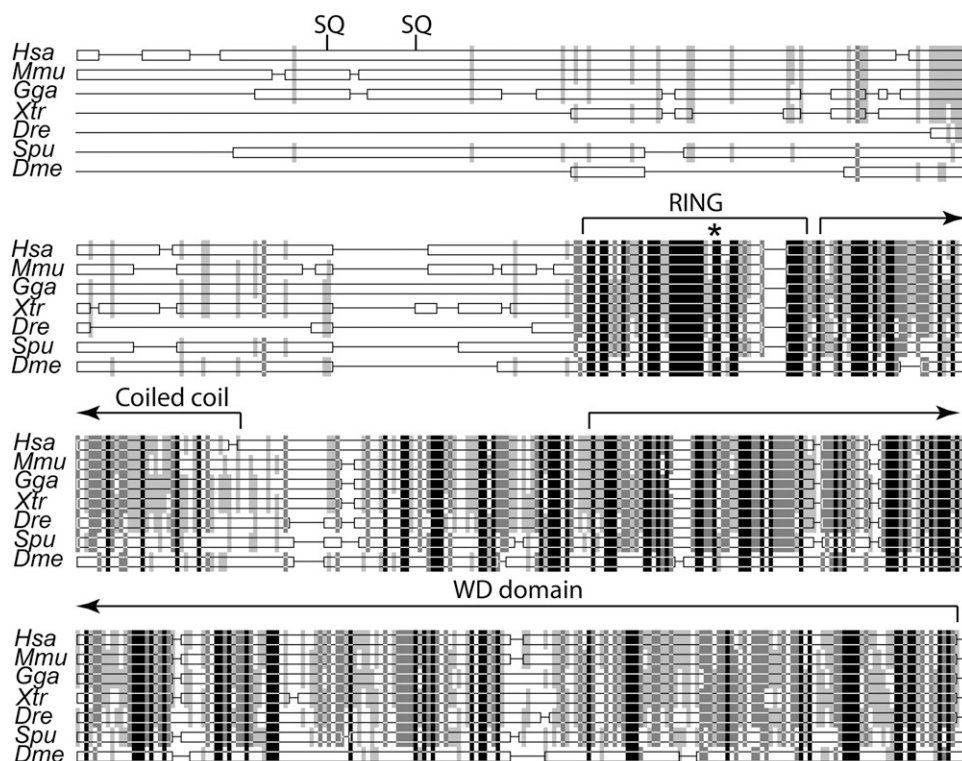 SQ SQ
Hsa
Mmu
Gga
Xtr
Dre
Spu
Dme
RING
*
Hsa
Mmu
Gga
Xtr
Dre
Spu
Dme
Coiled coil
Hsa
Mmu
Gga
Xtr
Dre
Spu
Dme
WD domain
Hsa
Mmu
Gga
Xtr
Dre
Spu
Dme